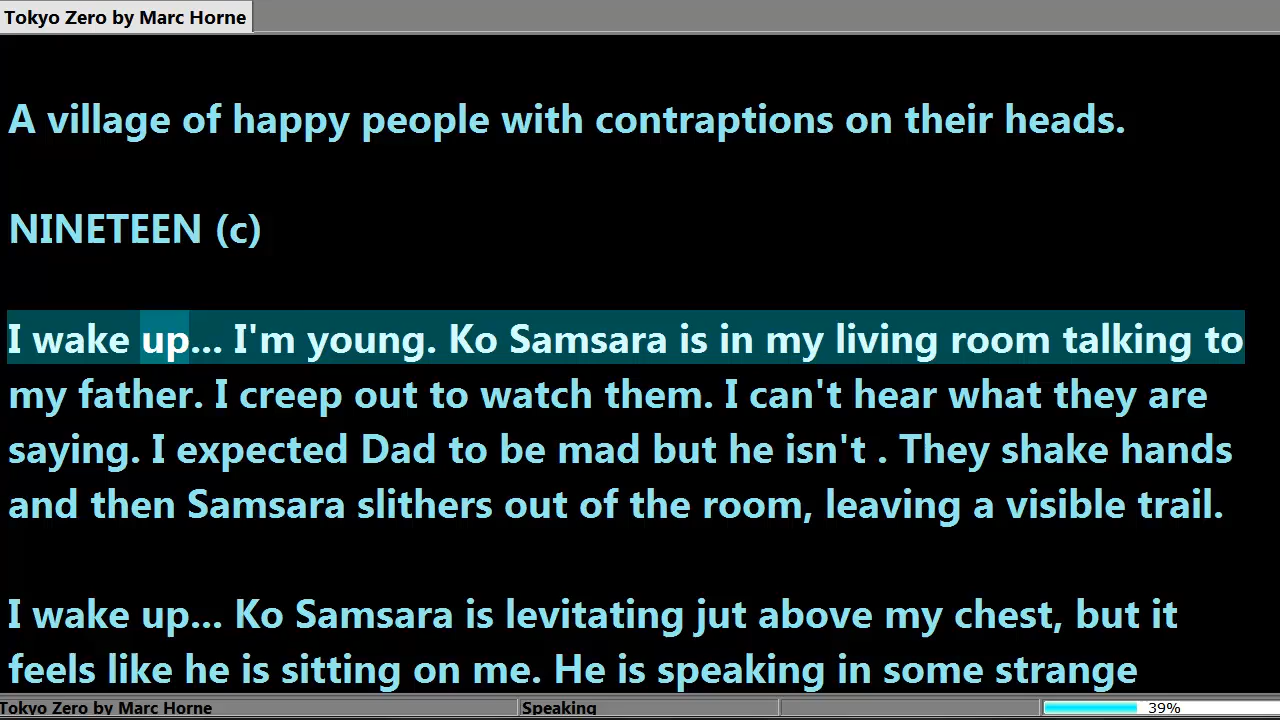 Tokyo Zero by Marc Horne
A village of happy people with contraptions on their heads.
NINETEEN (c)
I wake up... I'm young. Ko Samsara is in my living room talking to
my father. I creep out to watch them. I can't hear what they are
saying. I expected Dad to be mad but he isn't . They shake hands
and then Samsara slithers out of the room, leaving a visible trail.
I wake up... Ko Samsara is levitating jut above my chest, but it
feels like he is sitting on me. He is speaking in some strange
Tokyo Zero by Marc Horne
Speaking
39%